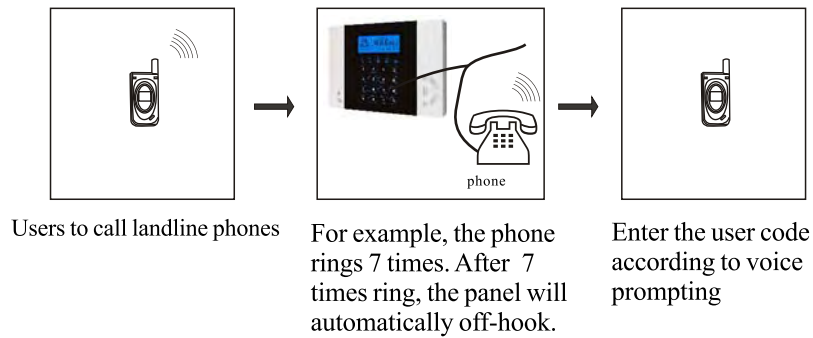 phone
Users to call landline phones
For example, the phone
rings 7 times. After 7
times ring, the panel will
automatically off-hook.
Enter the user code
according to voice
prompting